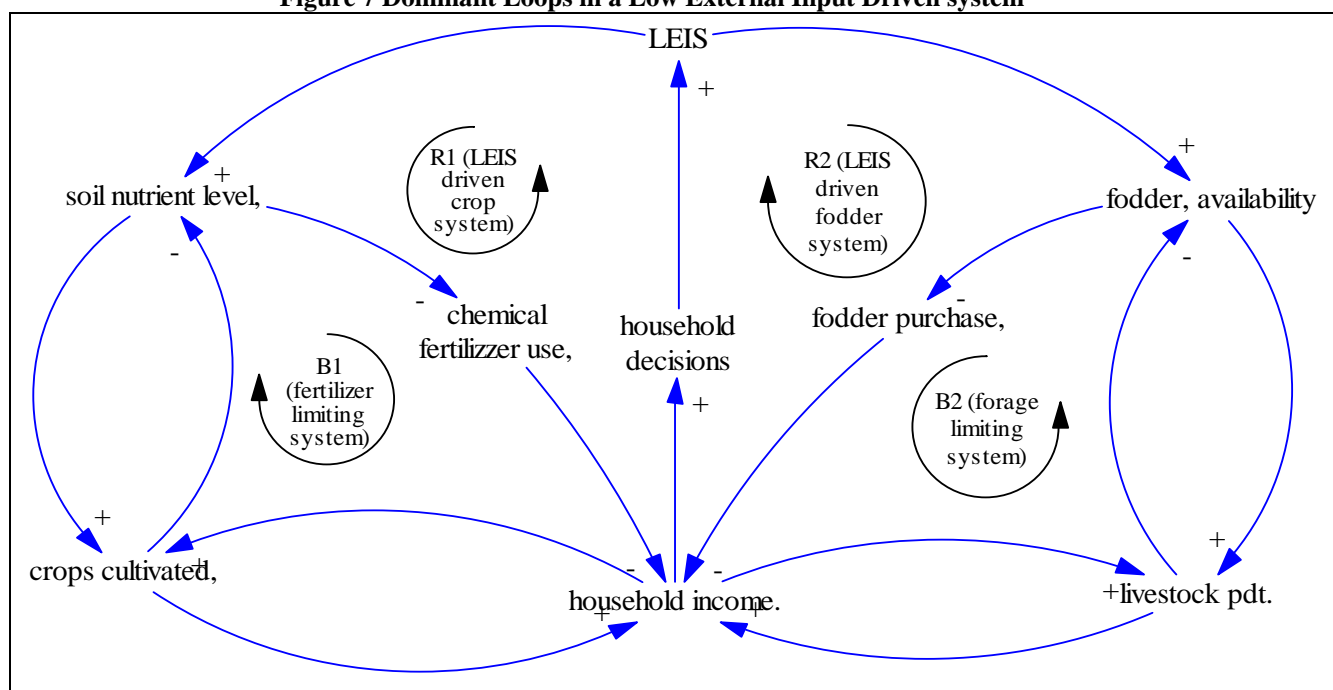 Figure 7 Dominant Loops in a Low External Input Driven system
LEIS
+
+
R1 (LEIS
driven
crop
system)
R2 (LEIS
driven
fodder
system)
+
soil nutrient level,
fodder, availability
-
-
-
-
chemical
fertilizzer use,
household
decisions
fodder purchase,
B1
(fertilizer
limiting
system)
+
B2 (forage
limiting
system)
+
+
crops cultivated,
+
-
-
household income.
+
+
+
livestock pdt.